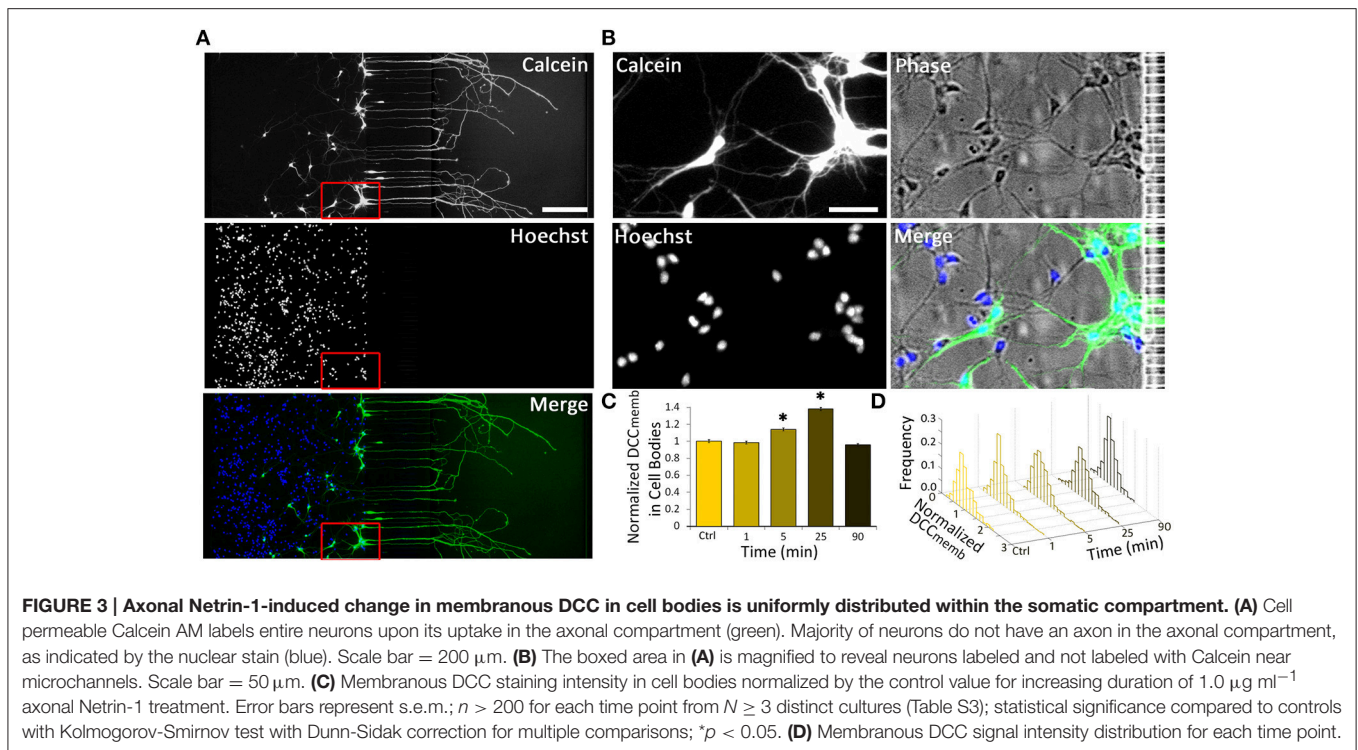 A
B
Calcein
Calcein
Phase
Hoechst
Hoechst
Merge
Merge
C
Normalized DCCmemb
in Cell Bodies
1.4
1.2
1
0.8
0.6
0.4
0.2
0
*
*
Ctrl 1 5 25 90
Time (min)
D
Frequency
0.3
0.2
0.1
0.0
0
1
2
3
Normalized
DCCmemb
Ctrl
1
5
25
90
Time (min)
FIGURE 3 | Axonal Netrin-1-induced change in membranous DCC in cell bodies is uniformly distributed within the somatic compartment. (A) Cell
permeable Calcein AM labels entire neurons upon its uptake in the axonal compartment (green). Majority of neurons do not have an axon in the axonal compartment,
as indicated by the nuclear stain (blue). Scale bar = 200 μm. (B) The boxed area in (A) is magnified to reveal neurons labeled and not labeled with Calcein near
microchannels. Scale bar = 50 μm. (C) Membranous DCC staining intensity in cell bodies normalized by the control value for increasing duration of 1.0 μg ml⁻¹
axonal Netrin-1 treatment. Error bars represent s.e.m.; n > 200 for each time point from N ≥ 3 distinct cultures (Table S3); statistical significance compared to controls
with Kolmogorov-Smirnov test with Dunn-Sidak correction for multiple comparisons; *p < 0.05. (D) Membranous DCC signal intensity distribution for each time point.